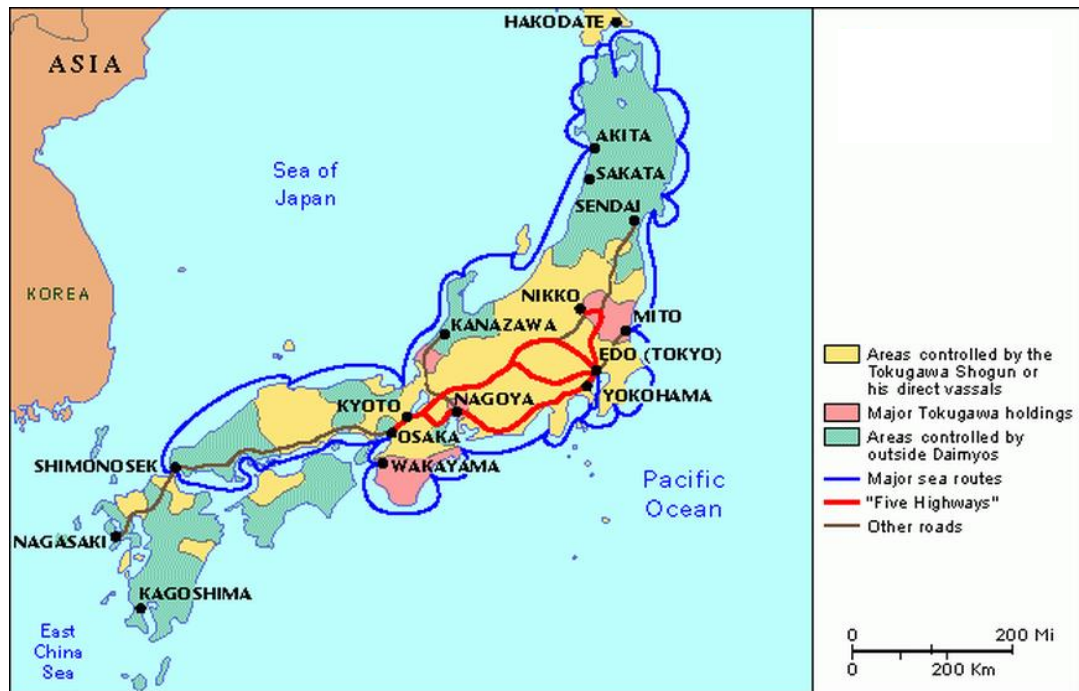 HAKODATE
ASIA
AKITA
Sea of
Japan
SAKATA
SENDAI
KOREA
NIKKO
MITO
KANAZAWA
EDO (TOKYO)
YOKOHAMA
NAGOYA
KYOTO
OSAKA
SHIMONOSEK
WAKAYAMA
Pacific
Ocean
NAGASAKI
KAGOSHIMA
East
China
Sea
Areas controlled by the
Tokugawa Shogun or
his direct vassals
Major Tokugawa holdings
Areas controlled by
outside Daimyos
Major sea routes
"Five Highways"
Other roads
0 200 Mi
0 200 Km